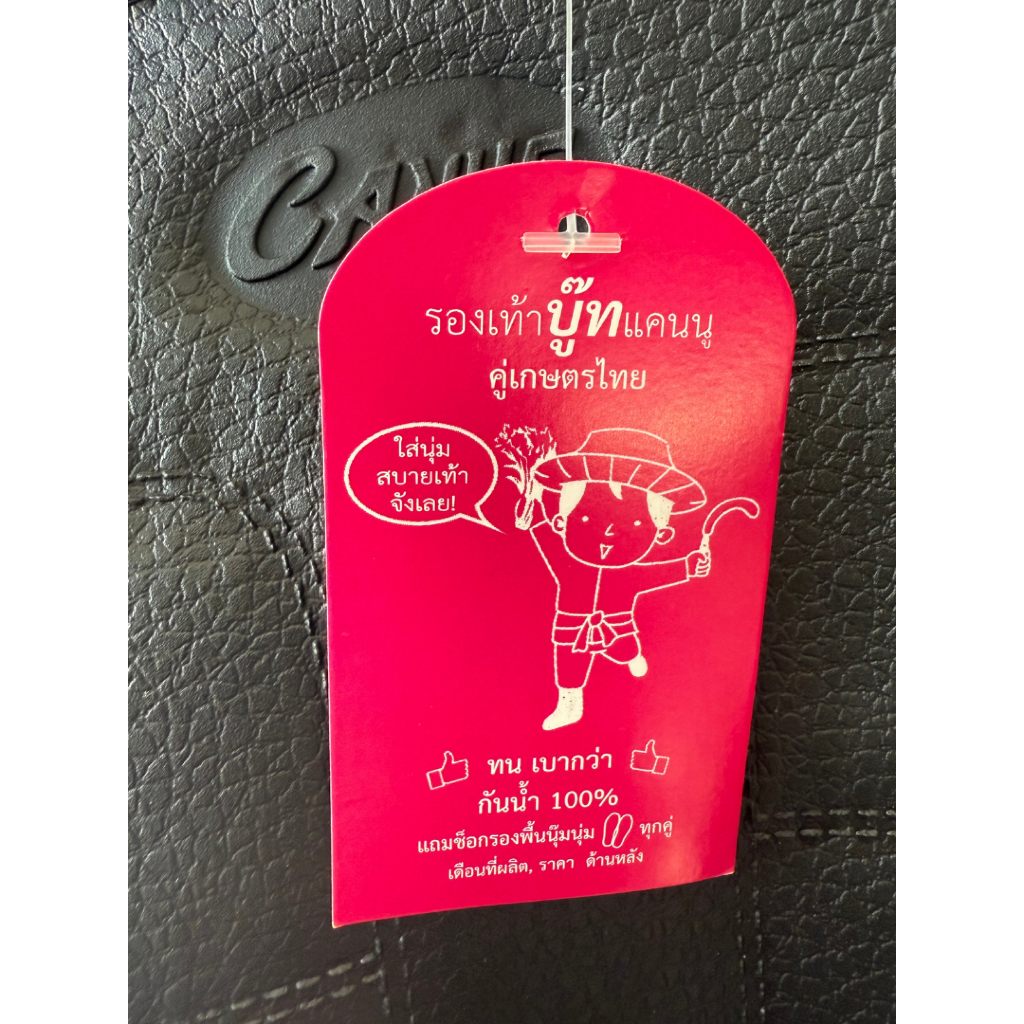 รองเท้าบู๊ทแคนนู
คู่เกษตรไทย
ใส่นุ่ม
สบายเท้า
จังเลย!
ทน เบากว่า
กันน้ำ 100%
แถมซ็อกรองพื้นนุ๊มนุ่ม ทุกคู่
เดือนที่ผลิต, ราคา ด้านหลัง